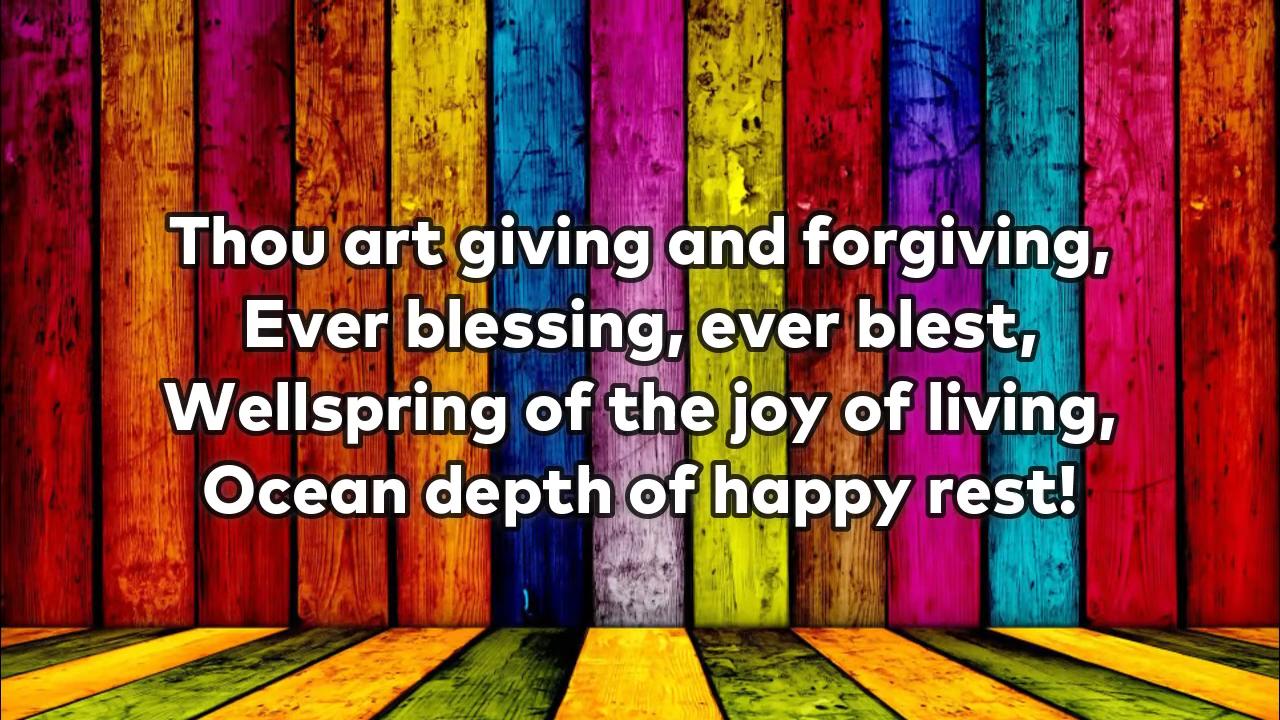 Thou art giving and forgiving,
Ever blessing, ever blest,
Wellspring of the joy of living,
Ocean depth of happy rest!